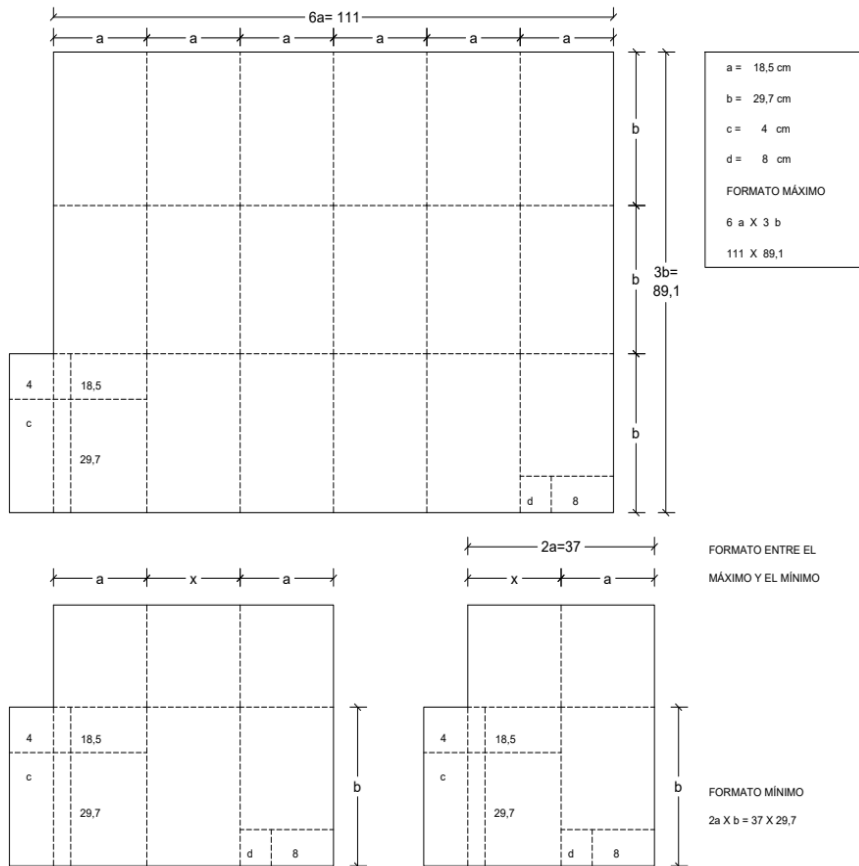 6a= 111
a a a a a a
a = 18,5 cm
b = 29,7 cm
c = 4 cm
d = 8 cm
FORMATO MÁXIMO
6 a X 3 b
111 X 89,1
b
b
3b=
89,1
4 18,5
c
b
29,7
d 8
2a=37
FORMATO ENTRE EL
MÁXIMO Y EL MÍNIMO
a x a
x a
4 18,5
c
b
29,7
d 8
4 18,5
c
b
29,7
d 8
FORMATO MÍNIMO
2a X b = 37 X 29,7